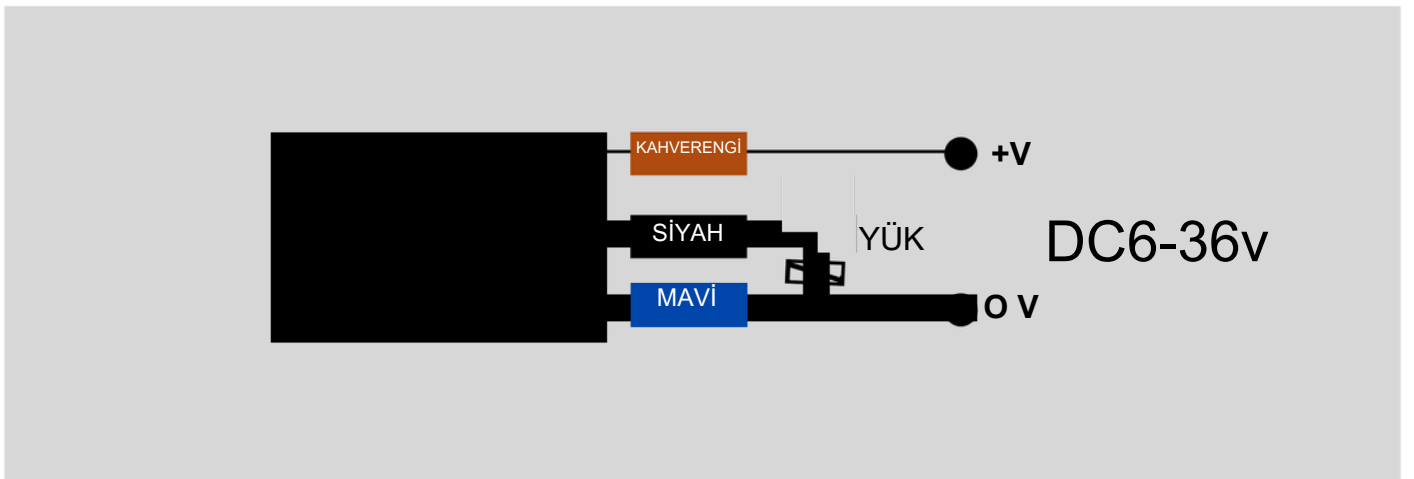 KAHVERENGİ
+V
SİYAH
YÜK
DC6-36v
MAVİ
O V